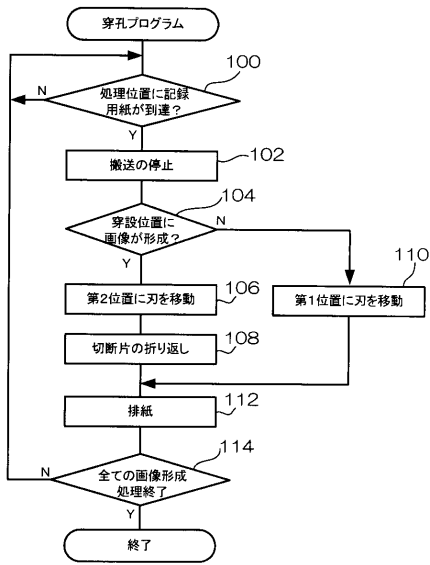 穿孔プログラム
100
N
処理位置に記録
用紙が到達？
Y
搬送の停止
102
104
穿設位置に
画像が形成？
N
Y
110
第2位置に刃を移動
106
第1位置に刃を移動
切断片の折り返し
108
排紙
112
114
N
全ての画像形成
処理終了
Y
終了